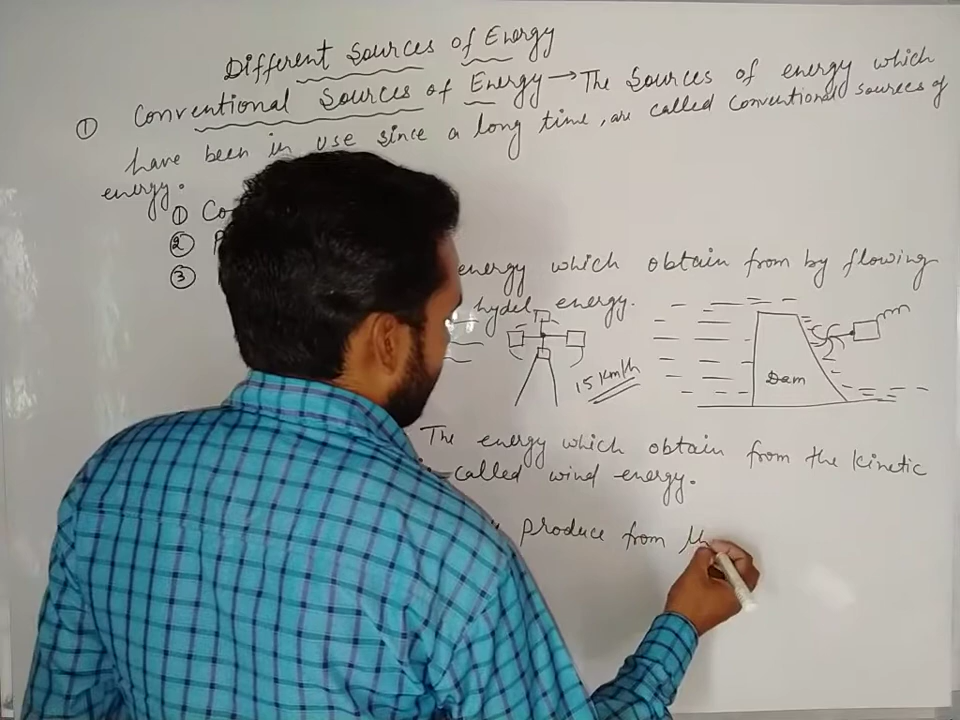 Different Sources of Energy
① Conventional Sources of Energy → The Sources of energy which
have been in use since a long time, are called conventional sources of
energy.
① Co
②
③ energy which obtain from by flowing
hydel energy.
15 Km/h
Dam
The energy which obtain from the kinetic
called wind energy.
produce from